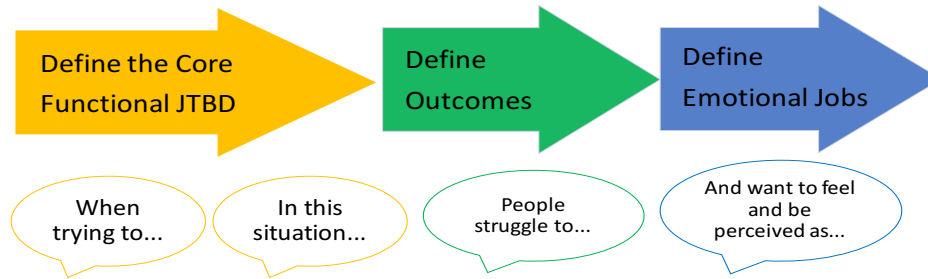 Define the Core
Functional JTBD
Define
Outcomes
Define
Emotional Jobs
When
trying to...
In this
situation...
People
struggle to...
And want to feel
and be
perceived as...